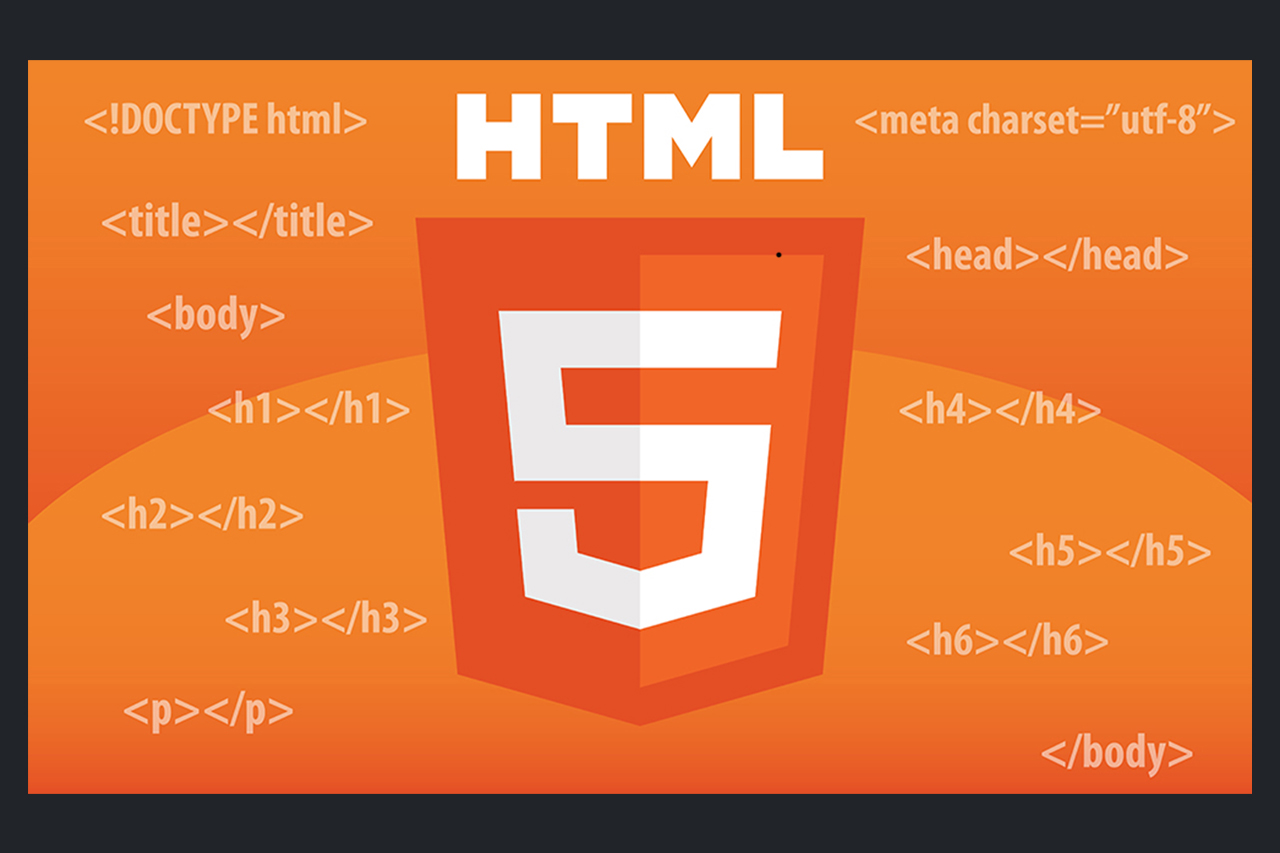 HTML
5
<!DOCTYPE html>
<title></title>
<body>
<h1></h1>
<h2></h2>
<h3></h3>
<p></p>
<meta charset=”utf-8”>
<head></head>
<h4></h4>
<h5></h5>
<h6></h6>
</body>